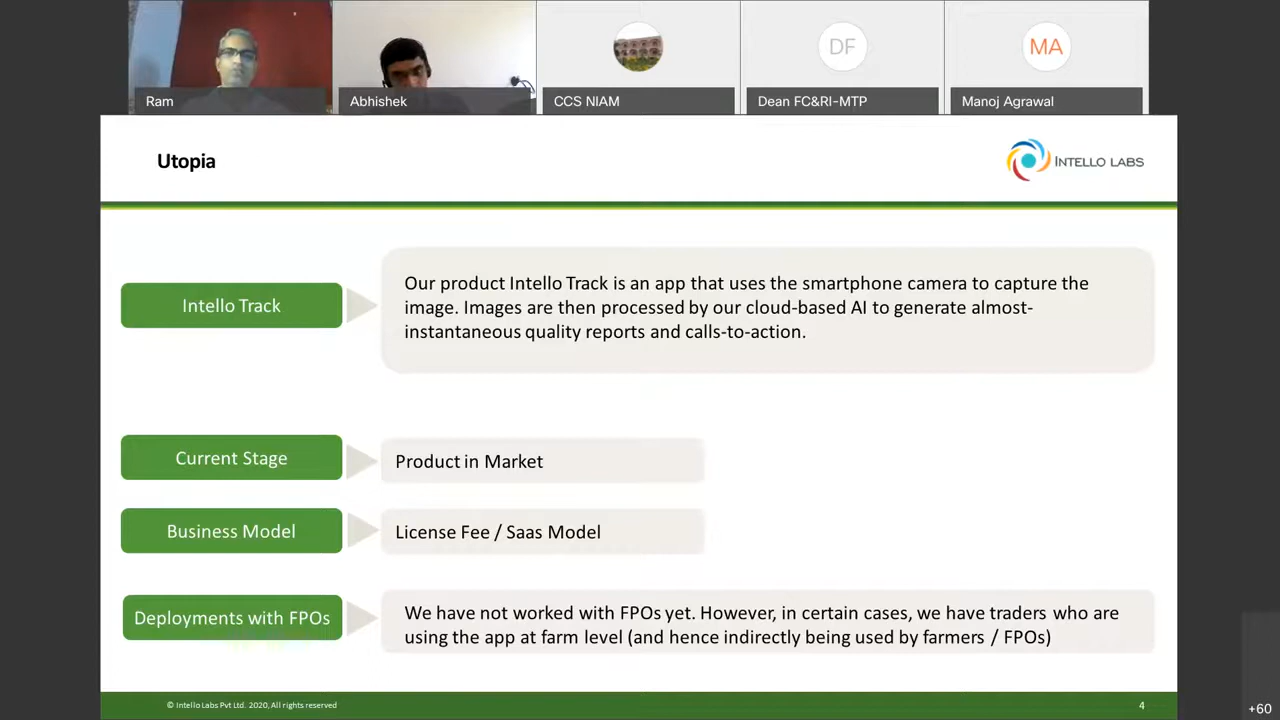 Ram
Abhishek
CCS NIAM
DF
Dean FC&RI-MTP
MA
Manoj Agrawal
Utopia
INTELLO LABS
Intello Track
Our product Intello Track is an app that uses the smartphone camera to capture the
image. Images are then processed by our cloud-based AI to generate almost-
instantaneous quality reports and calls-to-action.
Current Stage
Product in Market
Business Model
License Fee / Saas Model
Deployments with FPOs
We have not worked with FPOs yet. However, in certain cases, we have traders who are
using the app at farm level (and hence indirectly being used by farmers / FPOs)
© Intello Labs Pvt Ltd. 2020, All rights reserved
4
+60